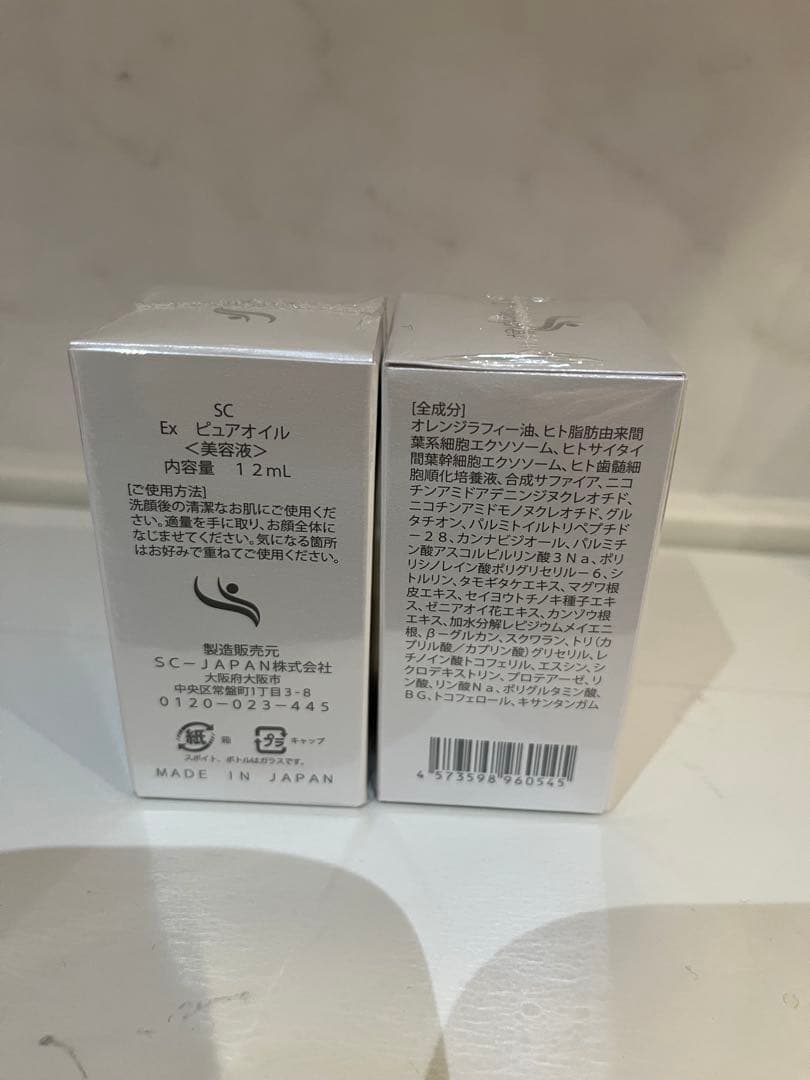 SC
Ex ピュアオイル
＜美容液＞
内容量 １２mL
[ご使用方法]
洗顔後の清潔なお肌にご使用くだ
さい。適量を手に取り、お顔全体に
なじませてください。気になる箇所
はお好みで重ねてご使用ください。
製造販売元
ＳＣ－ＪＡＰＡＮ株式会社
大阪府大阪市
中央区常盤町1丁目3-8
０１２０－０２３－４４５
紙 箱 プラ キャップ
スポイト、ボトルはガラスです。
MADE IN JAPAN
[全成分]
オレンジラフィー油、ヒト脂肪由来間
葉系細胞エクソソーム、ヒトサイタイ
間葉幹細胞エクソソーム、ヒト歯髄細
胞順化培養液、合成サファイア、ニコ
チンアミドアデニンジヌクレオチド、
ニコチンアミドモノヌクレオチド、グル
タチオン、パルミトイルトリペプチド
－２８、カンナビジオール、パルミチ
ン酸アスコルビルリン酸３Ｎａ、ポリ
リシノレイン酸ポリグリセリル－６、シ
トルリン、タモギタケエキス、マグワ根
皮エキス、セイヨウトチノキ種子エキ
ス、ゼニアオイ花エキス、カンゾウ根
エキス、加水分解レピジウムメイエニ
根、β－グルカン、スクワラン、トリ（カ
プリル酸／カプリン酸）グリセリル、レ
チノイン酸トコフェリル、エスシン、シ
クロデキストリン、プロテアーゼ、リ
ン酸、リン酸Ｎａ、ポリグルタミン酸、
ＢＧ、トコフェロール、キサンタンガム
4 573598 960545